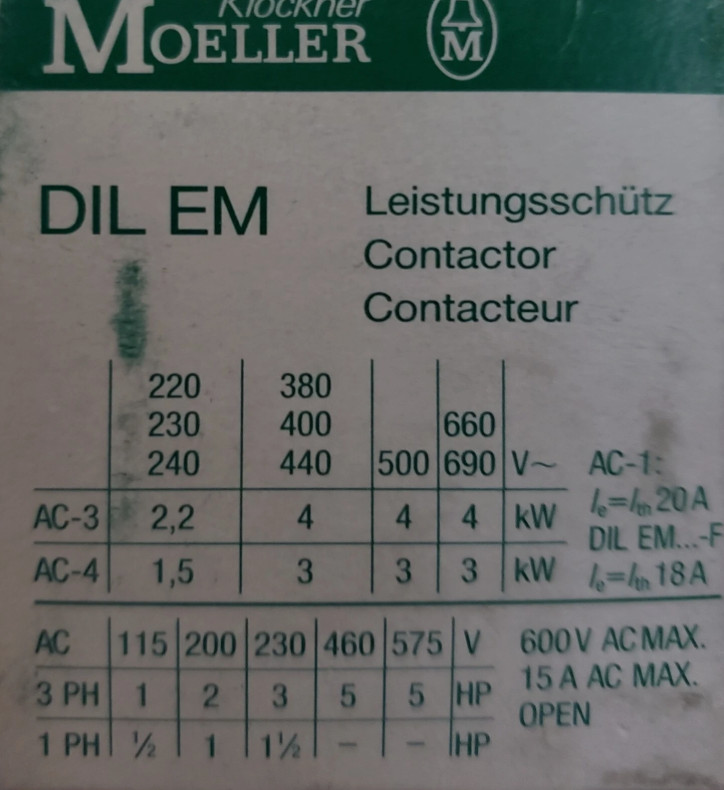 Klöckner
MOELLER
M
DIL EM
Leistungsschütz
Contactor
Contacteur
220 380
230 400 660
240 440 500 690 V~ AC-1:
AC-3 2,2 4 4 4 kW Ie=Ith 20 A
DIL EM...-F
AC-4 1,5 3 3 3 kW Ie=Ith 18 A
AC 115 200 230 460 575 V 600 V AC MAX.
3 PH 1 2 3 5 5 HP 15 A AC MAX.
OPEN
1 PH ½ 1 1½ – – HP